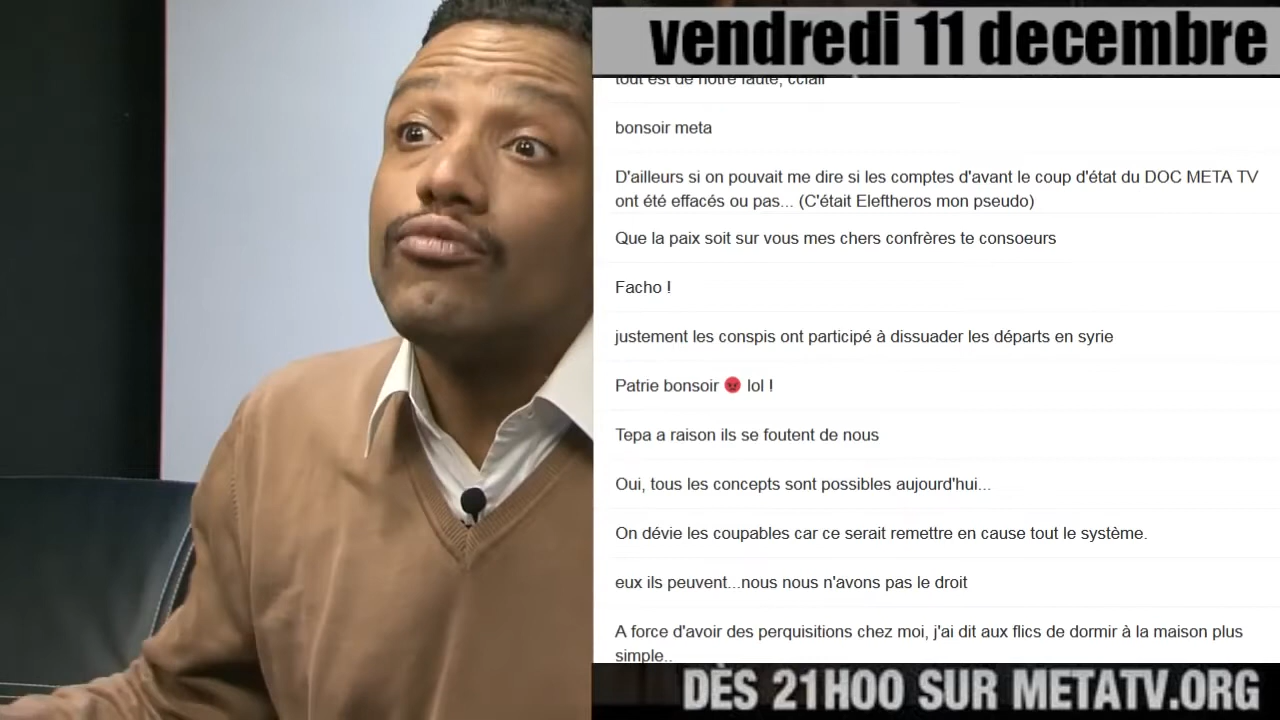 vendredi 11 decembre
tout est de notre faute, cclair
bonsoir meta
D'ailleurs si on pouvait me dire si les comptes d'avant le coup d'état du DOC META TV
ont été effacés ou pas... (C'était Eleftheros mon pseudo)
Que la paix soit sur vous mes chers confrères te consoeurs
Facho !
justement les conspis ont participé à dissuader les départs en syrie
Patrie bonsoir 😡 lol !
Tepa a raison ils se foutent de nous
Oui, tous les concepts sont possibles aujourd'hui...
On dévie les coupables car ce serait remettre en cause tout le système.
eux ils peuvent...nous nous n'avons pas le droit
A force d'avoir des perquisitions chez moi, j'ai dit aux flics de dormir à la maison plus
simple..
DÈS 21H00 SUR METATV.ORG